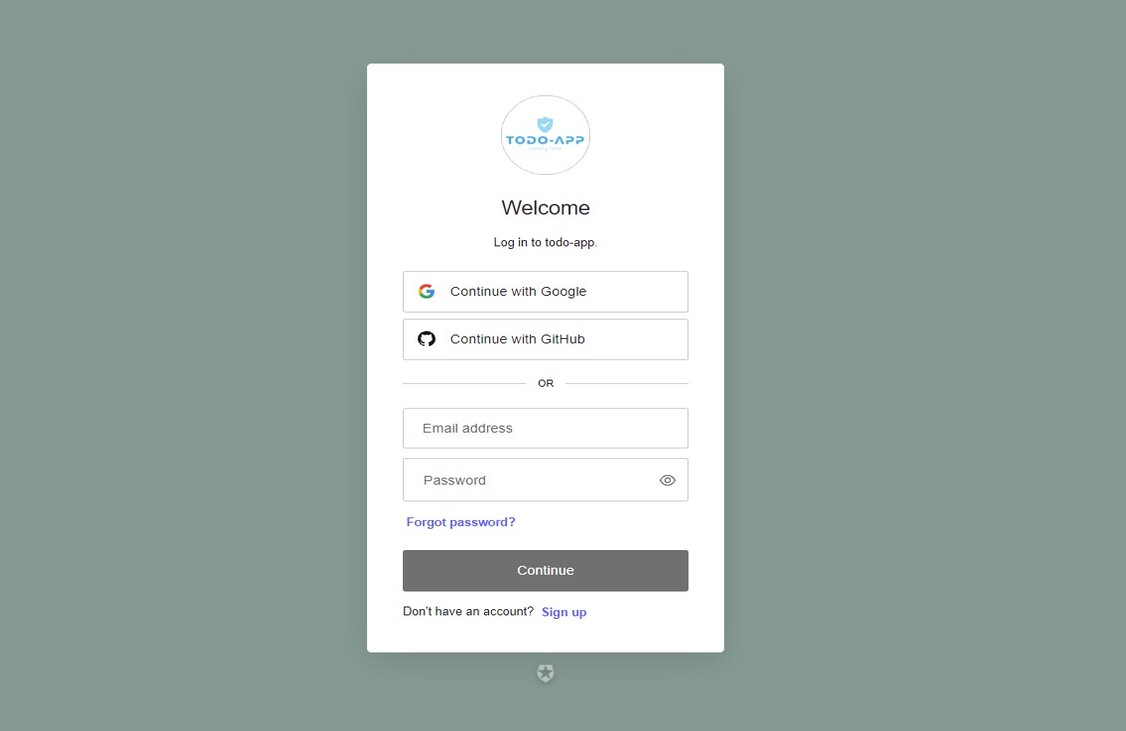 TODO-APP
Welcome
Log in to todo-app.
Continue with Google
Continue with GitHub
OR
Email address
Password
Forgot password?
Continue
Don't have an account? Sign up